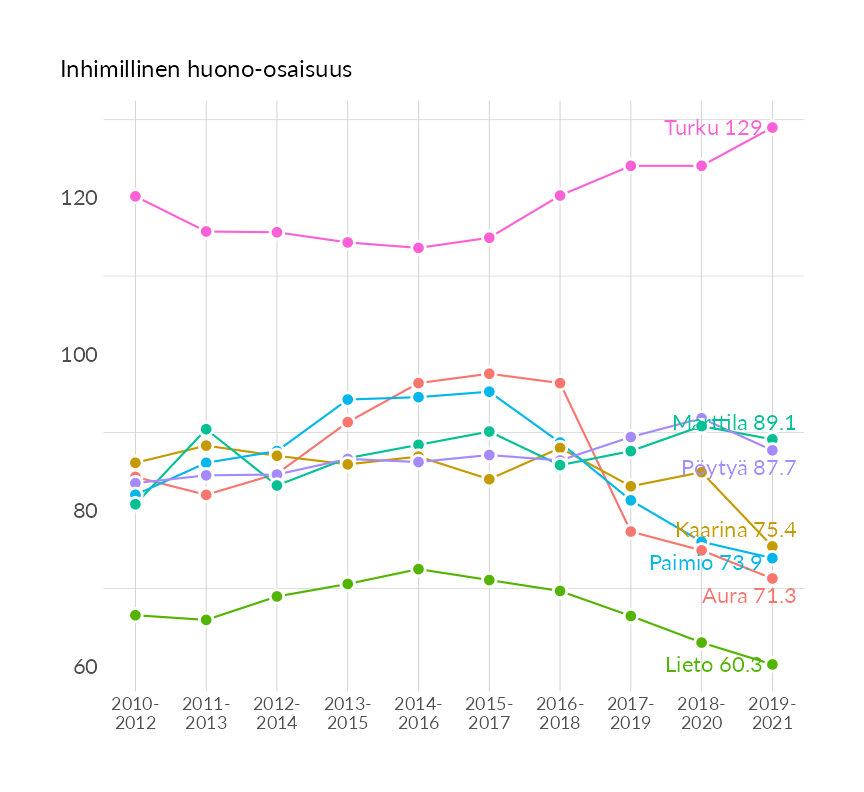 Inhimillinen huono-osaisuus
Turku 129
120
100
Marttila 89.1
Pöytyä 87.7
80
Kaarina 75.4
Paimio 73.9
Aura 71.3
60
Lieto 60.3
2010- 2011- 2012- 2013- 2014- 2015- 2016- 2017- 2018- 2019-
2012 2013 2014 2015 2016 2017 2018 2019 2020 2021